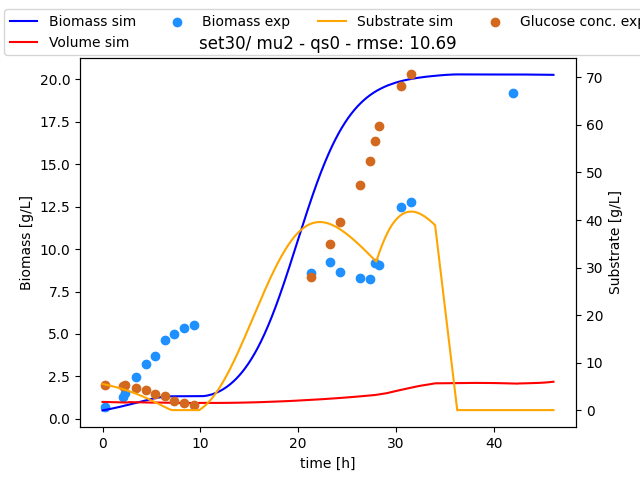 Biomass sim Biomass exp Substrate sim Glucose conc. exp
Volume sim
set30/ mu2 - qs0 - rmse: 10.69
20.0
17.5
15.0
12.5
10.0
7.5
5.0
2.5
0.0
Biomass [g/L]
70
60
50
40
30
20
10
0
Substrate [g/L]
0 10 20 30 40
time [h]